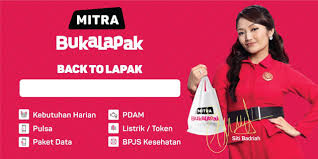 MITRA
BukaLapak
BACK TO LAPAK
Kebutuhan Harian
Pulsa
Paket Data
PDAM
Listrik / Token
BPJS Kesehatan
MITRA
BukaLapak
Siti Badriah